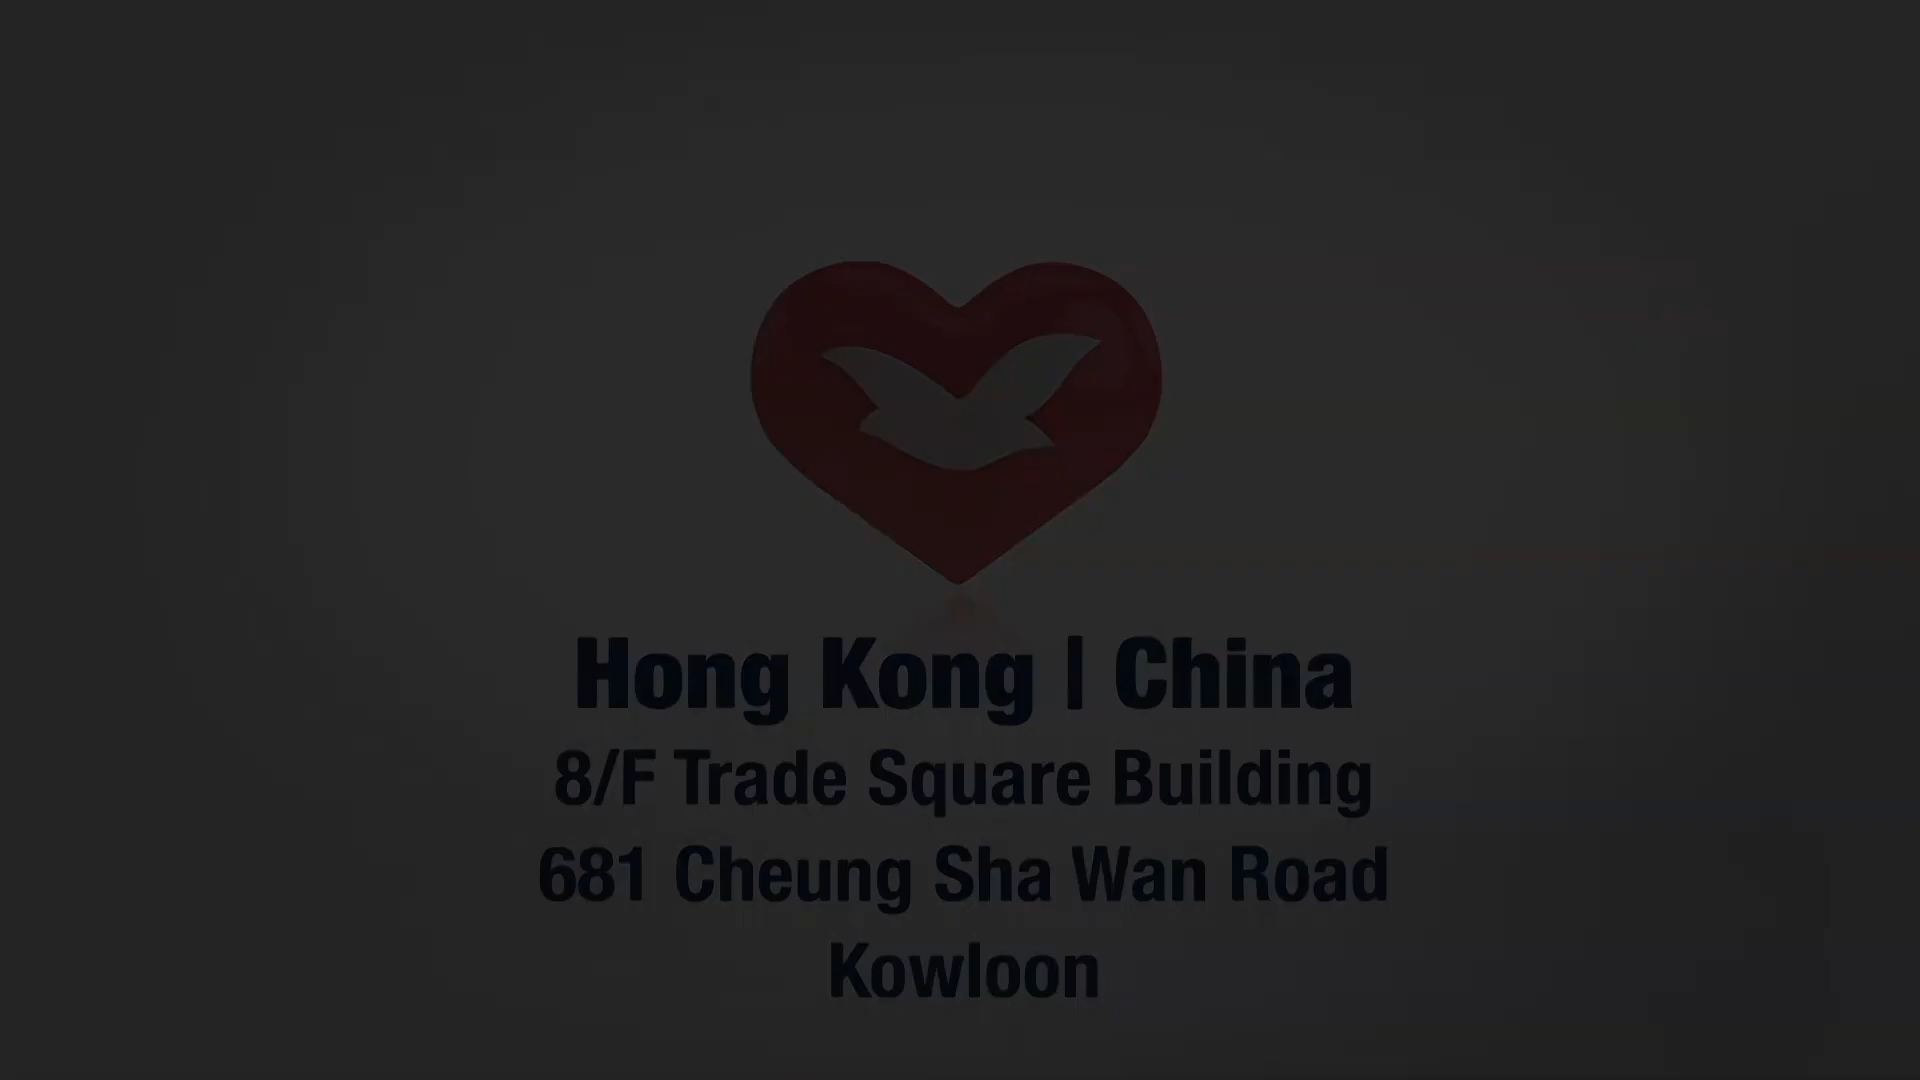 Hong Kong | China
8/F Trade Square Building
681 Cheung Sha Wan Road
Kowloon